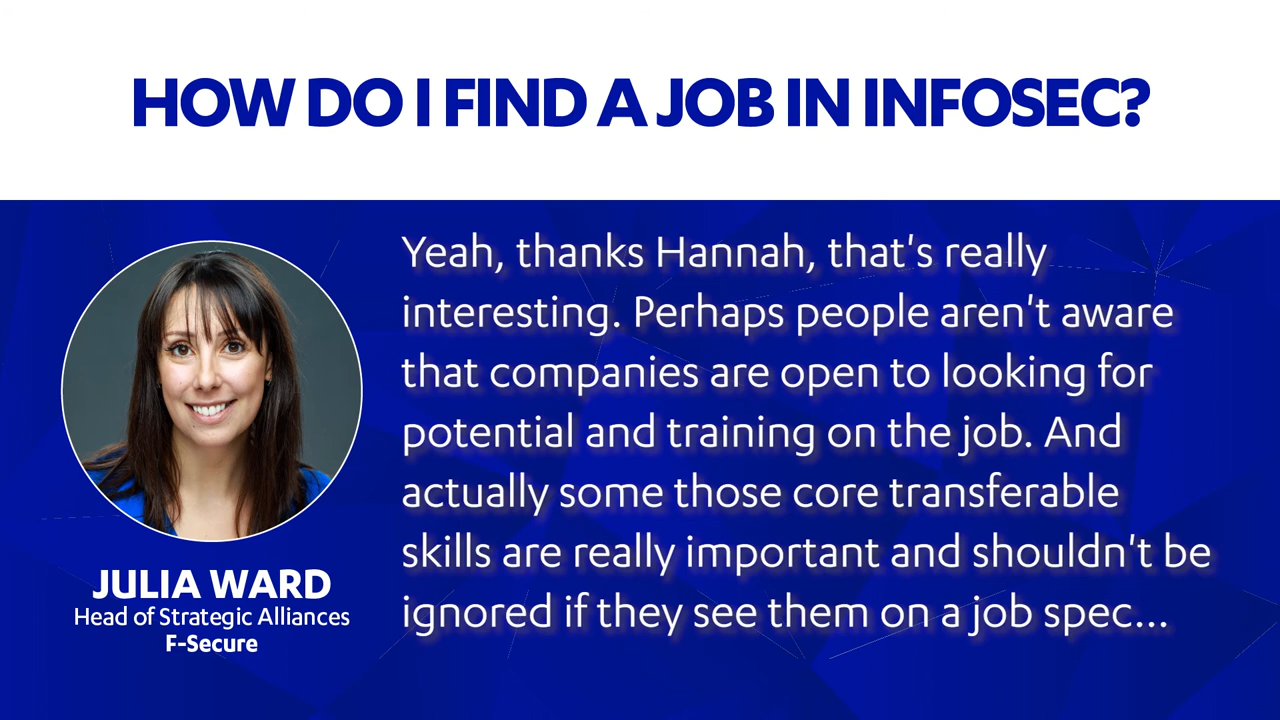 HOW DO I FIND A JOB IN INFOSEC?
Yeah, thanks Hannah, that's really
interesting. Perhaps people aren't aware
that companies are open to looking for
potential and training on the job. And
actually some those core transferable
skills are really important and shouldn't be
ignored if they see them on a job spec...
JULIA WARD
Head of Strategic Alliances
F-Secure